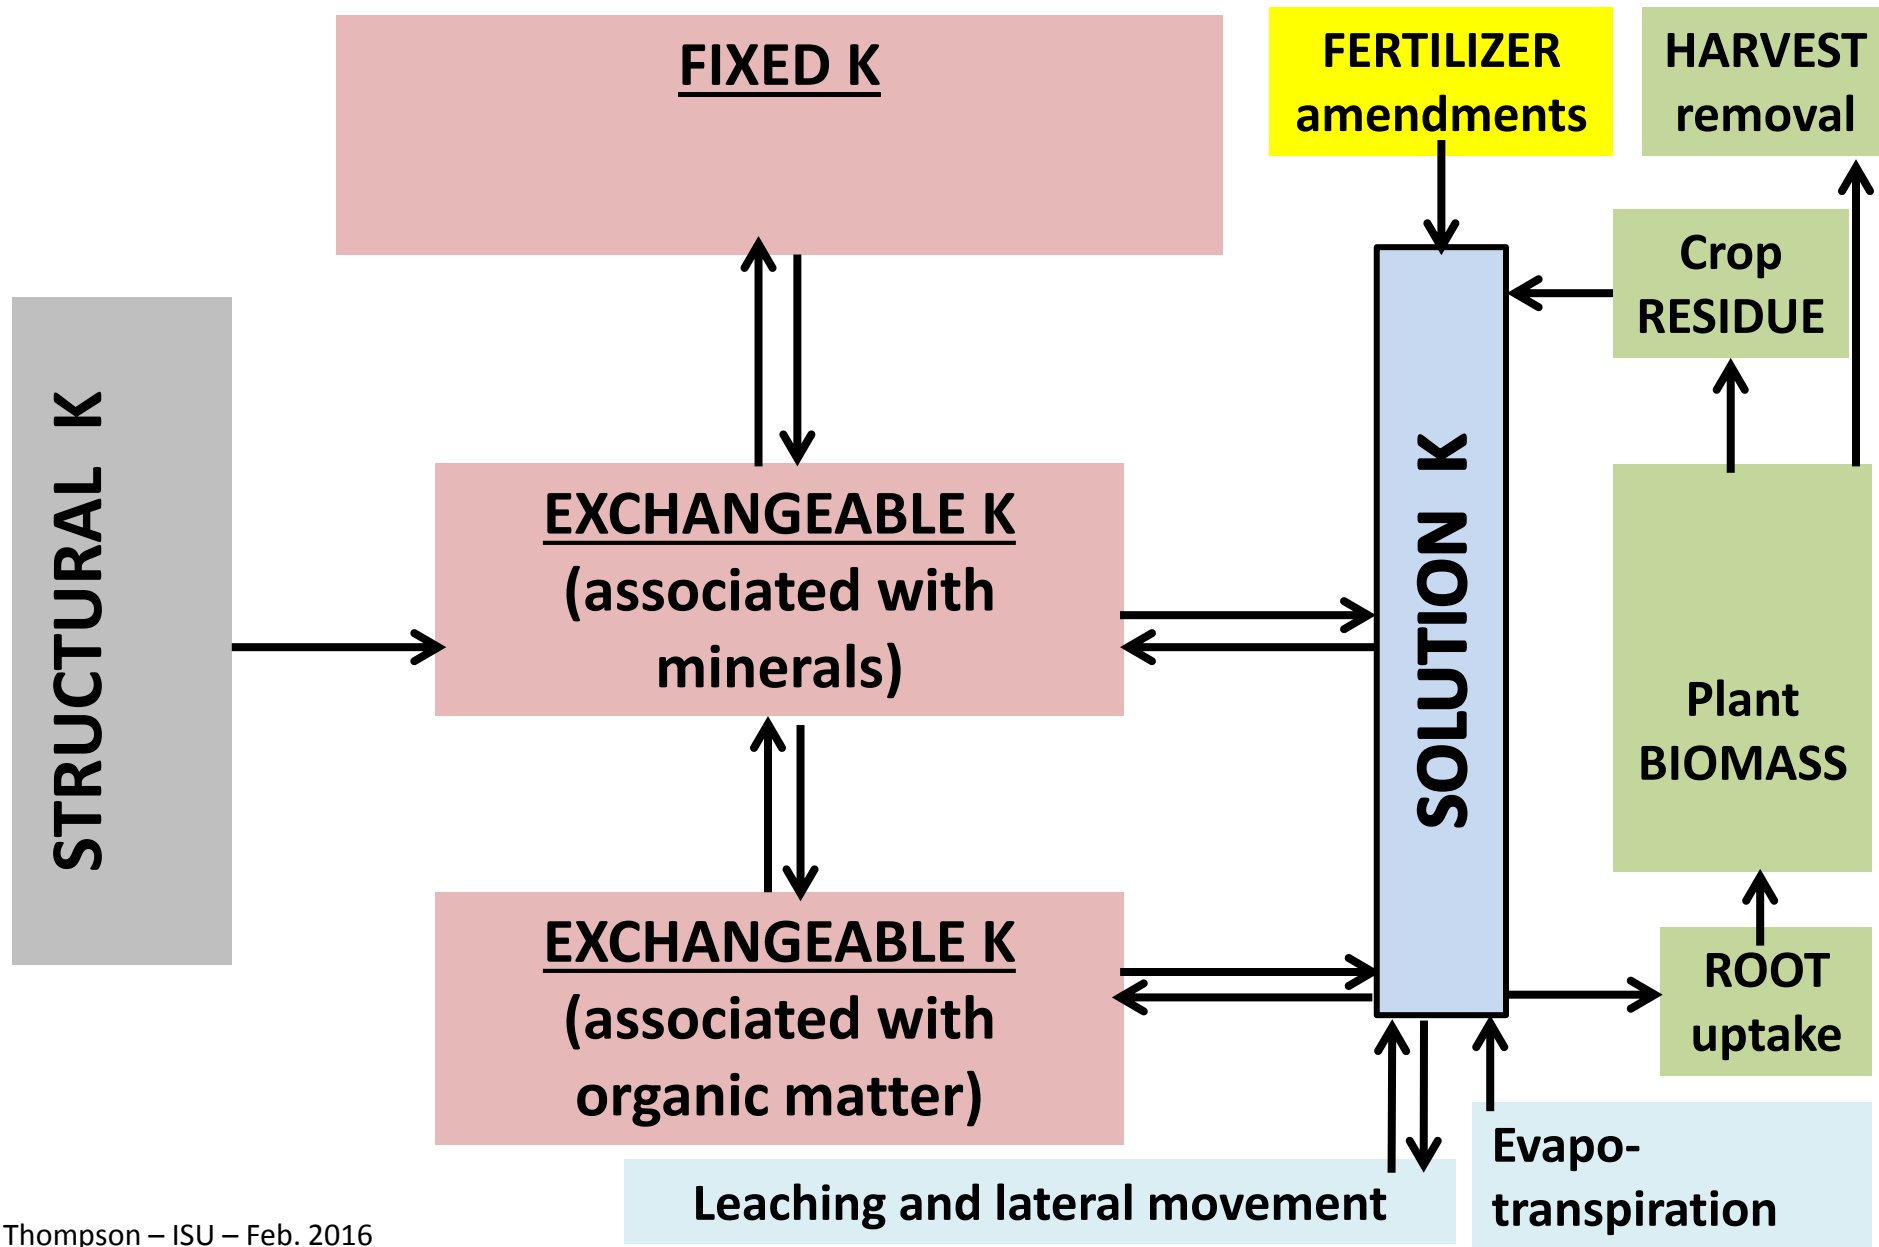 FIXED K
FERTILIZER
amendments
HARVEST
removal
Crop
RESIDUE
STRUCTURAL K
EXCHANGEABLE K
(associated with
minerals)
SOLUTION K
Plant
BIOMASS
EXCHANGEABLE K
(associated with
organic matter)
ROOT
uptake
Leaching and lateral movement
Evapo-
transpiration
Thompson – ISU – Feb. 2016